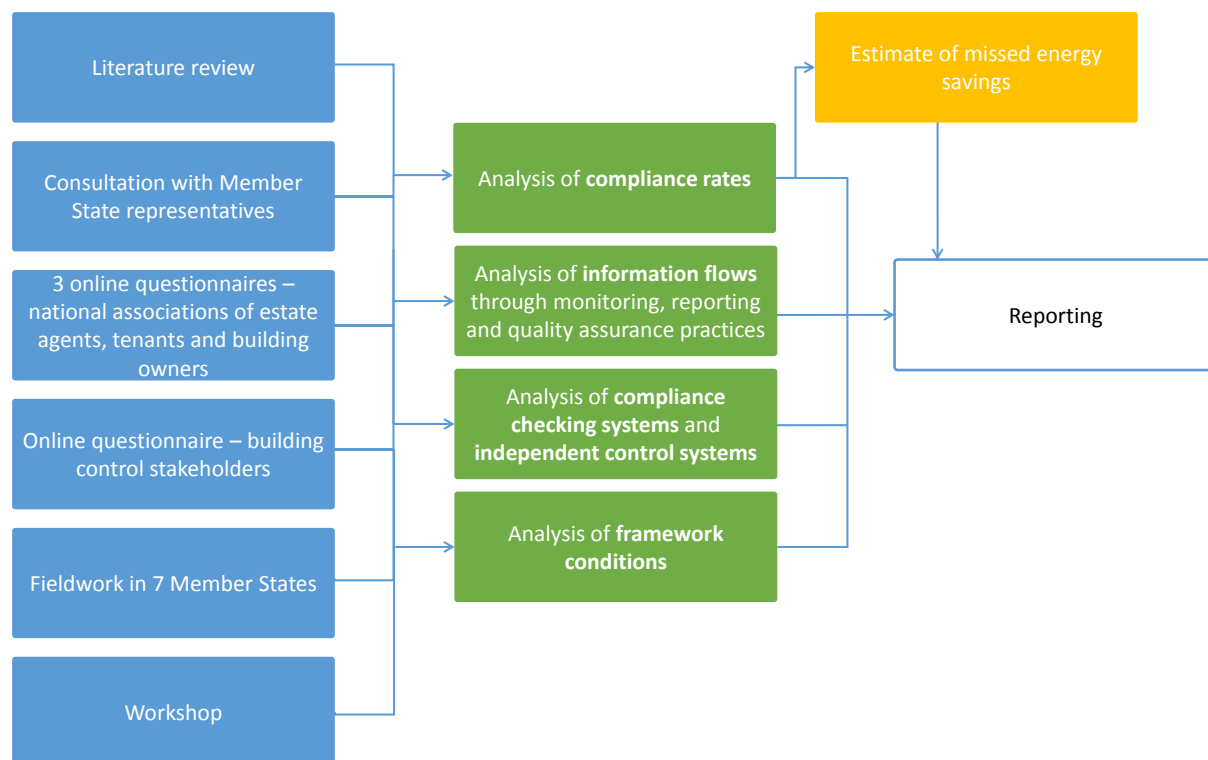 Literature review
Consultation with Member
State representatives
3 online questionnaires –
national associations of estate
agents, tenants and building
owners
Online questionnaire – building
control stakeholders
Fieldwork in 7 Member States
Workshop
Analysis of compliance rates
Analysis of information flows
through monitoring, reporting
and quality assurance practices
Analysis of compliance
checking systems and
independent control systems
Analysis of framework
conditions
Estimate of missed energy
savings
Reporting